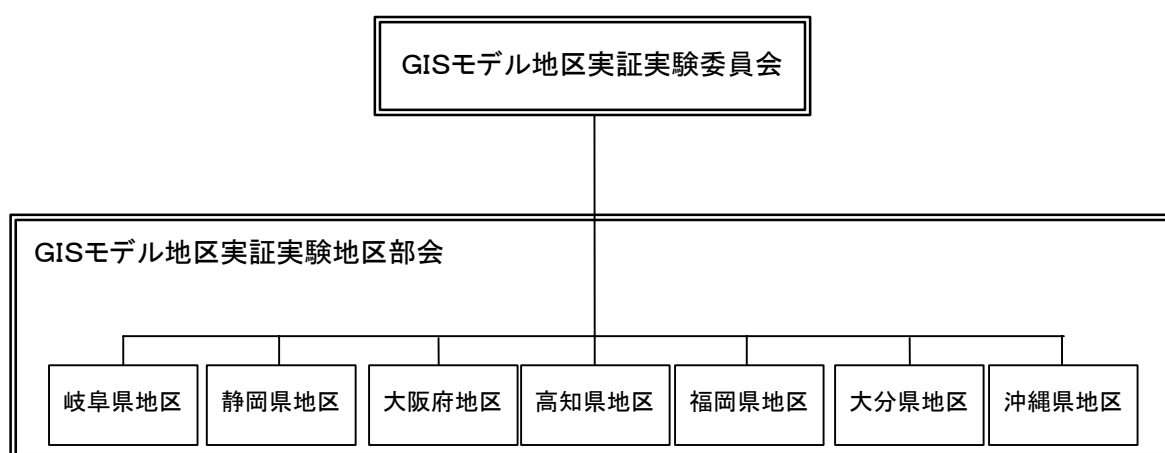 GISモデル地区実証実験委員会
GISモデル地区実証実験地区部会
岐阜県地区
静岡県地区
大阪府地区
高知県地区
福岡県地区
大分県地区
沖縄県地区